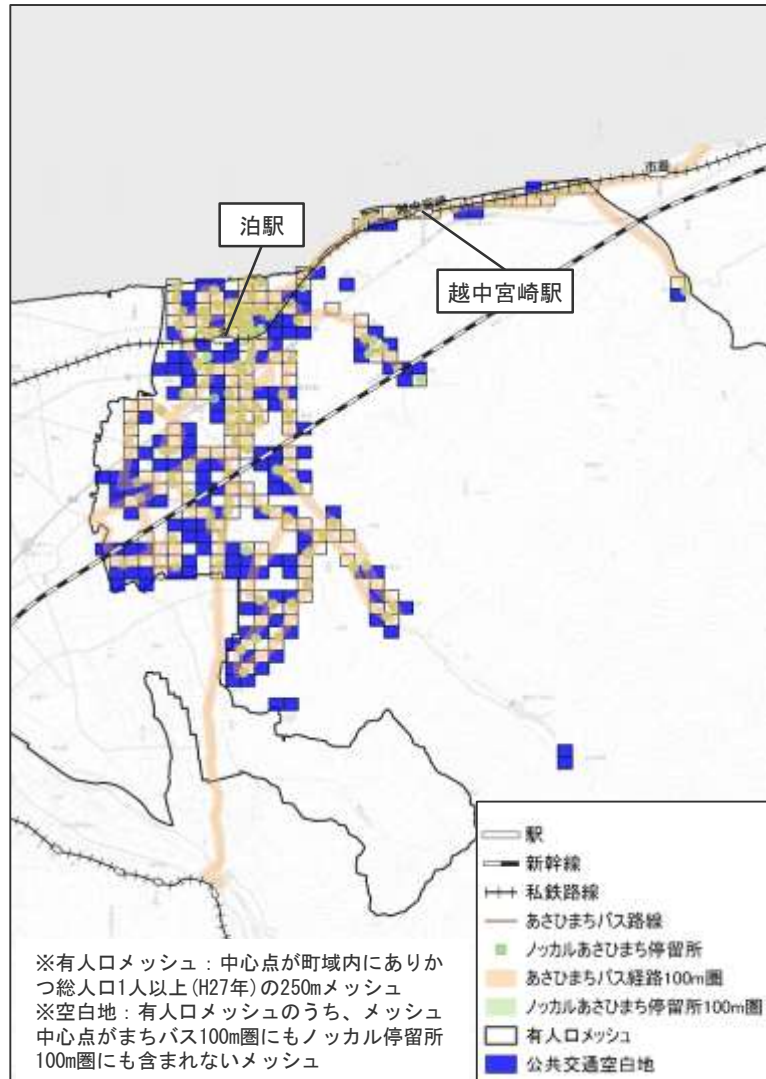 市振
泊駅
越中宮崎駅
駅
新幹線
私鉄路線
あさひまちバス路線
ノッカルあさひまち停留所
あさひまちバス経路100m圏
ノッカルあさひまち停留所100m圏
有人口メッシュ
公共交通空白地
※有人口メッシュ：中心点が町域内にありか
つ総人口1人以上(H27年)の250mメッシュ
※空白地：有人口メッシュのうち、メッシュ
中心点がまちバス100m圏にもノッカル停留所
100m圏にも含まれないメッシュ